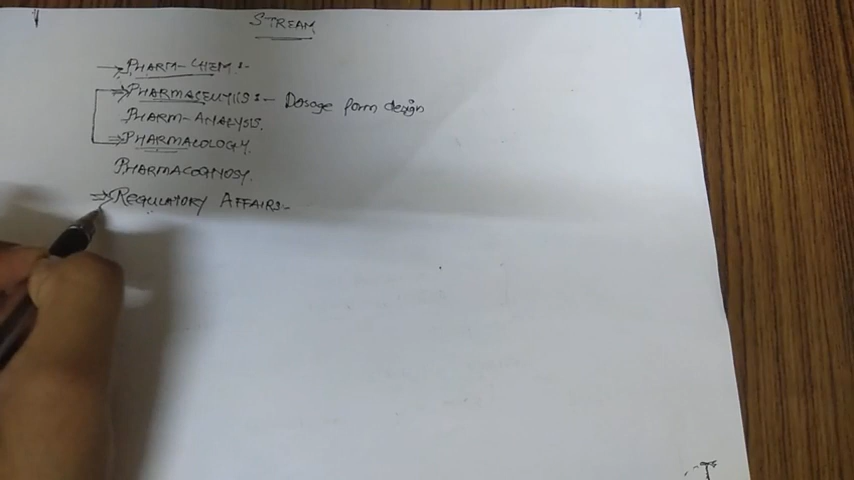 STREAM
→ PHARM-CHEM:-
⇒ PHARMACEUTICS:- Dosage form design
PHARM-ANALYSIS.
⇒ PHARMACOLOGY.
PHARMACOGNOSY.
⇒ REGULATORY AFFAIRS:-